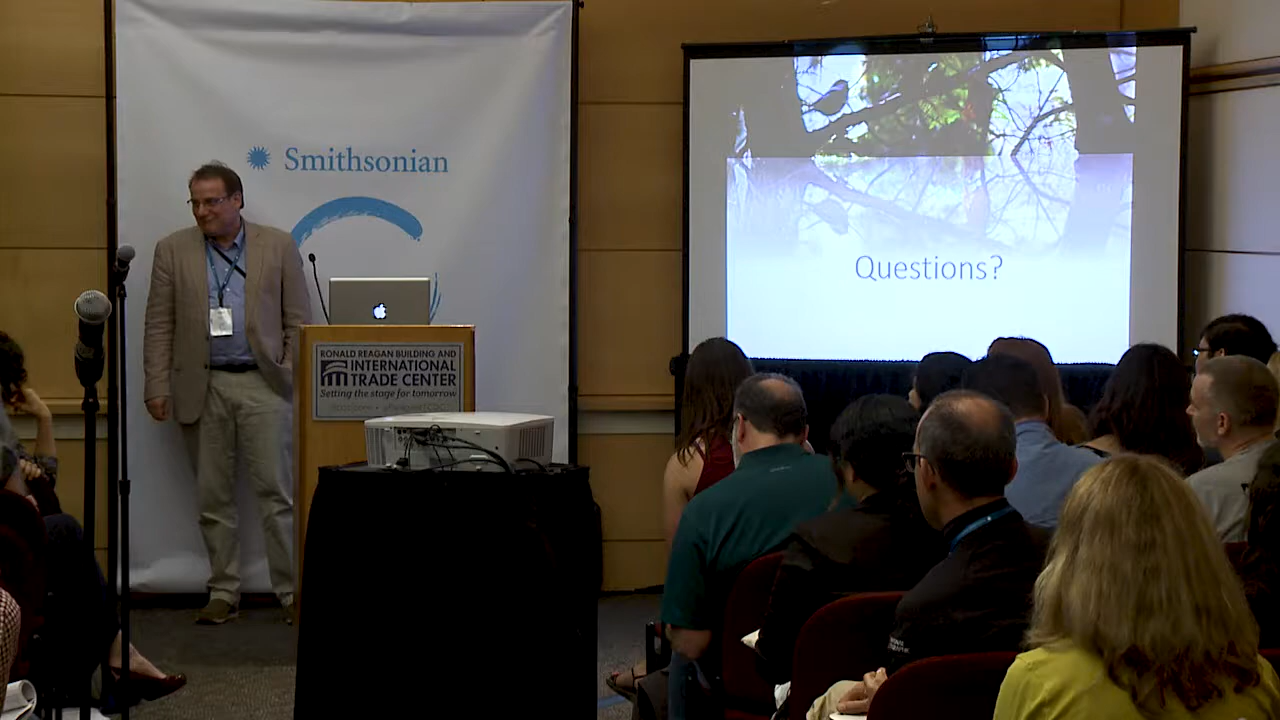 Smithsonian
RONALD REAGAN BUILDING AND
INTERNATIONAL
TRADE CENTER
Setting the stage for tomorrow
Questions?